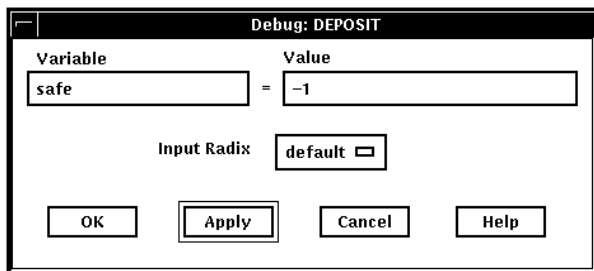 Debug: DEPOSIT
Variable Value
safe = -1
Input Radix default
OK Apply Cancel Help